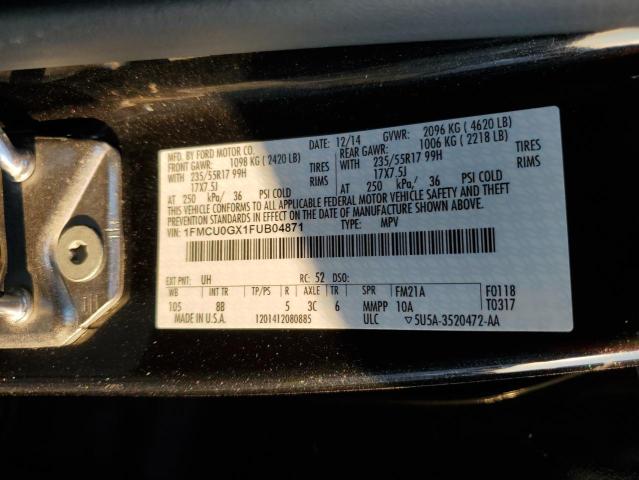 MFD. BY FORD MOTOR CO. DATE: 12/14 GVWR: 2096 KG ( 4620 LB)
FRONT GAWR: 1098 KG ( 2420 LB) REAR GAWR: 1006 KG ( 2218 LB)
WITH 235/55R17 99H TIRES WITH 235/55R17 99H TIRES
17X7.5J RIMS 17X7.5J RIMS
AT 250 kPa/ 36 PSI COLD AT 250 kPa/ 36 PSI COLD
THIS VEHICLE CONFORMS TO ALL APPLICABLE FEDERAL MOTOR VEHICLE SAFETY AND THEFT
PREVENTION STANDARDS IN EFFECT ON THE DATE OF MANUFACTURE SHOWN ABOVE.
VIN: 1FMCU0GX1FUB04871 TYPE: MPV
EXT PNT: UH RC: 52 DSO:
WB INT TR TP/PS R AXLE TR SPR FM21A F0118
105 8B 5 3C 6 MMPP 10A T0317
MADE IN U.S.A. 1201412080885 ULC ▽5U5A-3520472-AA